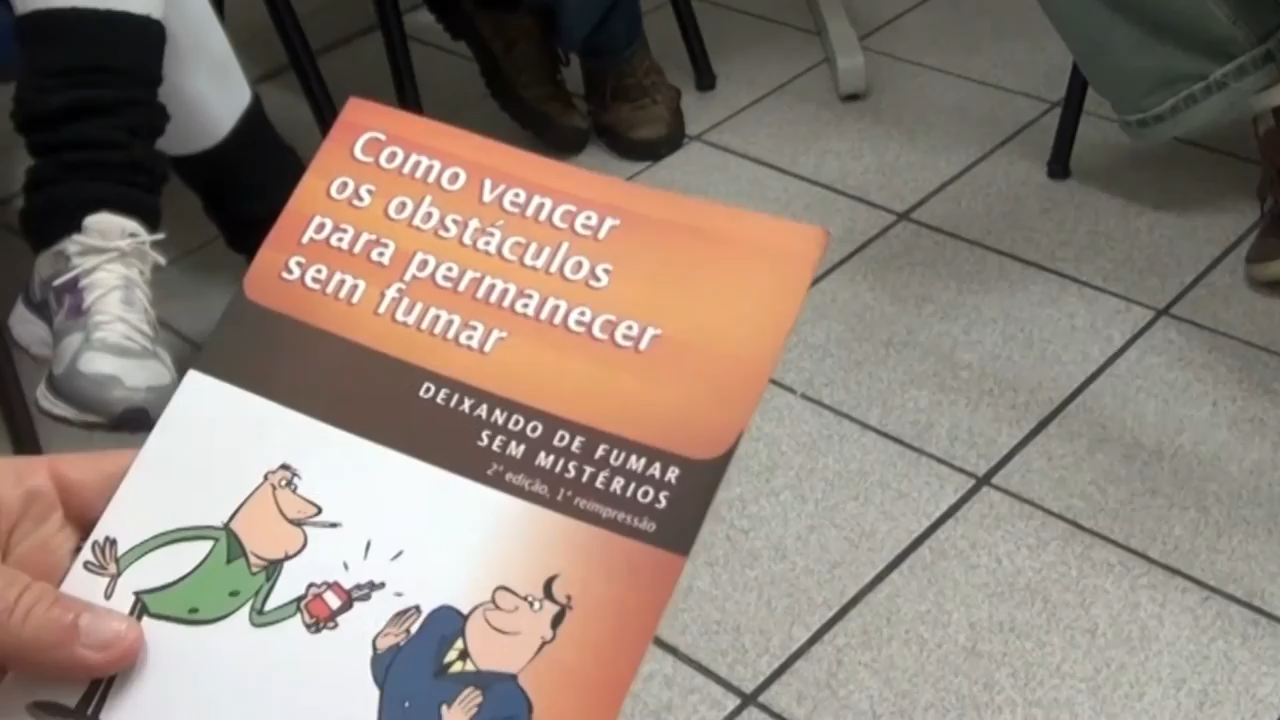 Como vencer
os obstáculos
para permanecer
sem fumar
DEIXANDO DE FUMAR
SEM MISTÉRIOS
2ª edição, 1ª reimpressão